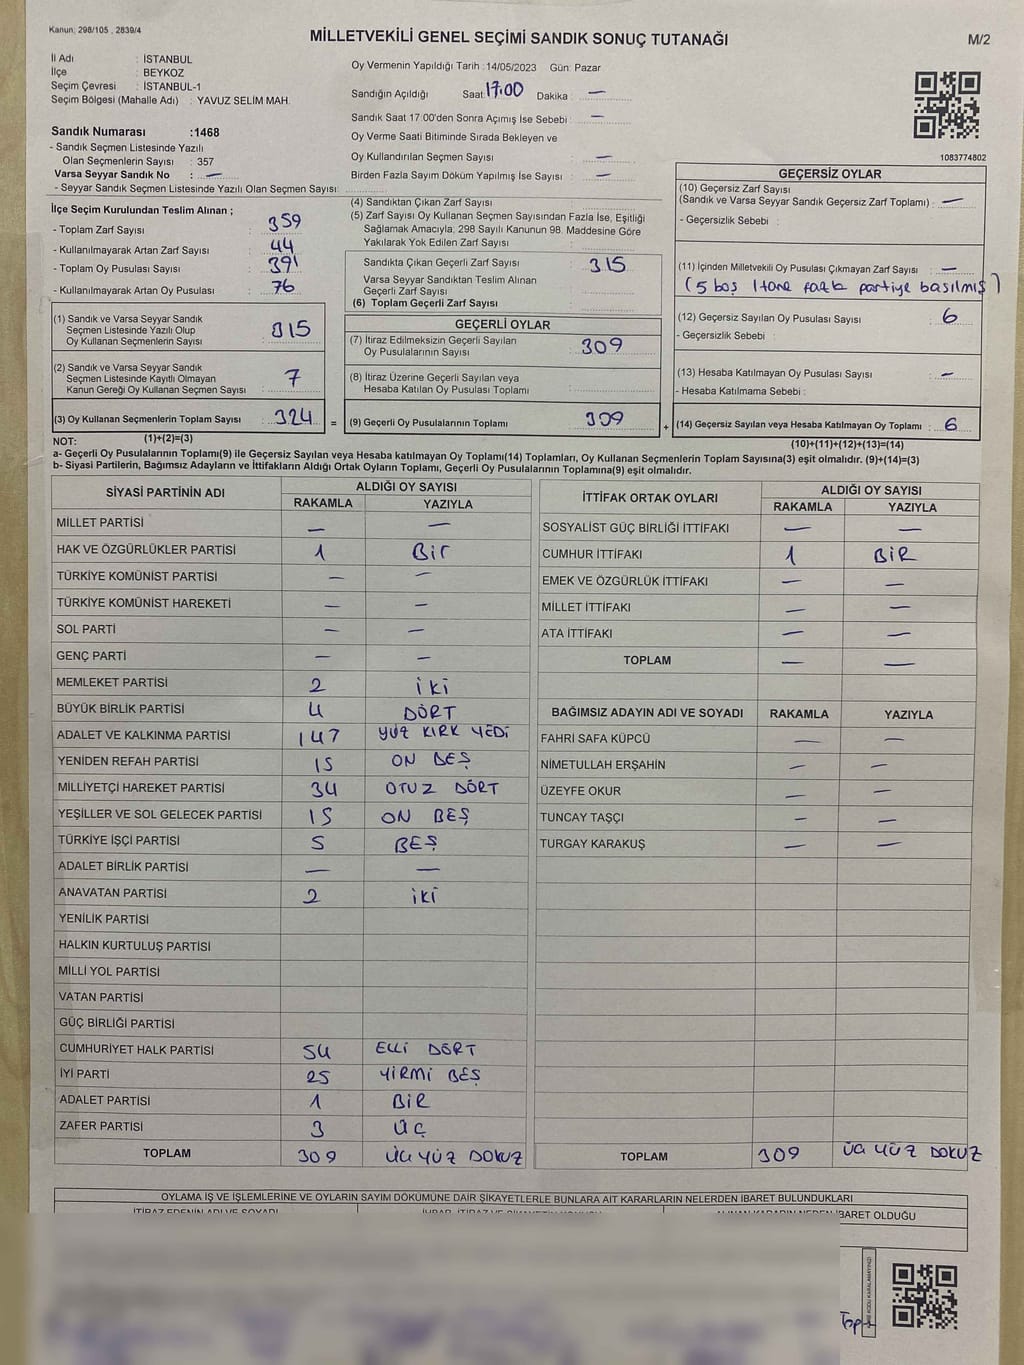 Kanun; 298/105 , 2839/4
MİLLETVEKİLİ GENEL SEÇİMİ SANDIK SONUÇ TUTANAĞI
M/2
İl Adı : İSTANBUL
İlçe : BEYKOZ
Seçim Çevresi : İSTANBUL-1
Seçim Bölgesi (Mahalle Adı) : YAVUZ SELİM MAH.
Sandık Numarası :1468
- Sandık Seçmen Listesinde Yazılı
Olan Seçmenlerin Sayısı : 357
Varsa Seyyar Sandık No : —
- Seyyar Sandık Seçmen Listesinde Yazılı Olan Seçmen Sayısı:
Oy Vermenin Yapıldığı Tarih :14/05/2023 Gün: Pazar
Sandığın Açıldığı Saat: 17:00 Dakika : —
Sandık Saat 17:00'den Sonra Açımış İse Sebebi : —
Oy Verme Saati Bitiminde Sırada Bekleyen ve
Oy Kullandırılan Seçmen Sayısı : —
Birden Fazla Sayım Döküm Yapılmış İse Sayısı : —
1083774802
İlçe Seçim Kurulundan Teslim Alınan ;
- Toplam Zarf Sayısı : 359
- Kullanılmayarak Artan Zarf Sayısı : 44
- Toplam Oy Pusulası Sayısı : 391
- Kullanılmayarak Artan Oy Pusulası : 76
(1) Sandık ve Varsa Seyyar Sandık
Seçmen Listesinde Yazılı Olup
Oy Kullanan Seçmenlerin Sayısı : 315
(2) Sandık ve Varsa Seyyar Sandık
Seçmen Listesinde Kayıtlı Olmayan
Kanun Gereği Oy Kullanan Seçmen Sayısı : 7
(3) Oy Kullanan Seçmenlerin Toplam Sayısı : 324
(1)+(2)=(3)
(4) Sandıktan Çıkan Zarf Sayısı :
(5) Zarf Sayısı Oy Kullanan Seçmen Sayısından Fazla İse, Eşitliği
Sağlamak Amacıyla, 298 Sayılı Kanunun 98. Maddesine Göre
Yakılarak Yok Edilen Zarf Sayısı :
Sandıkta Çıkan Geçerli Zarf Sayısı : 315
Varsa Seyyar Sandıktan Teslim Alınan
Geçerli Zarf Sayısı :
(6) Toplam Geçerli Zarf Sayısı :
GEÇERLİ OYLAR
(7) İtiraz Edilmeksizin Geçerli Sayılan
Oy Pusulalarının Sayısı : 309
(8) İtiraz Üzerine Geçerli Sayılan veya
Hesaba Katılan Oy Pusulası Toplamı :
= (9) Geçerli Oy Pusulalarının Toplamı : 309
GEÇERSİZ OYLAR
(10) Geçersiz Zarf Sayısı
(Sandık ve Varsa Seyyar Sandık Geçersiz Zarf Toplamı) : —
- Geçersizlik Sebebi :
(11) İçinden Milletvekili Oy Pusulası Çıkmayan Zarf Sayısı : —
(5 boş 1 tane fazla partiye basılmış)
(12) Geçersiz Sayılan Oy Pusulası Sayısı : 6
- Geçersizlik Sebebi :
(13) Hesaba Katılmayan Oy Pusulası Sayısı : —
- Hesaba Katılmama Sebebi :
+ (14) Geçersiz Sayılan veya Hesaba Katılmayan Oy Toplamı : 6
(10)+(11)+(12)+(13)=(14)
NOT:
a- Geçerli Oy Pusulalarının Toplamı(9) ile Geçersiz Sayılan veya Hesaba katılmayan Oy Toplamı(14) Toplamları, Oy Kullanan Seçmenlerin Toplam Sayısına(3) eşit olmalıdır. (9)+(14)=(3)
b- Siyasi Partilerin, Bağımsız Adayların ve İttifakların Aldığı Ortak Oyların Toplamı, Geçerli Oy Pusulalarının Toplamına(9) eşit olmalıdır.
SİYASİ PARTİNİN ADI ALDIĞI OY SAYISI
RAKAMLA YAZIYLA
MİLLET PARTİSİ — —
HAK VE ÖZGÜRLÜKLER PARTİSİ 1 Bir
TÜRKİYE KOMÜNİST PARTİSİ — —
TÜRKİYE KOMÜNİST HAREKETİ — —
SOL PARTİ — —
GENÇ PARTİ — —
MEMLEKET PARTİSİ 2 İKİ
BÜYÜK BİRLİK PARTİSİ 4 DÖRT
ADALET VE KALKINMA PARTİSİ 147 YÜZ KIRK YEDİ
YENİDEN REFAH PARTİSİ 15 ON BEŞ
MİLLİYETÇİ HAREKET PARTİSİ 34 OTUZ DÖRT
YEŞİLLER VE SOL GELECEK PARTİSİ 15 ON BEŞ
TÜRKİYE İŞÇİ PARTİSİ 5 BEŞ
ADALET BİRLİK PARTİSİ — —
ANAVATAN PARTİSİ 2 İKİ
YENİLİK PARTİSİ
HALKIN KURTULUŞ PARTİSİ
MİLLİ YOL PARTİSİ
VATAN PARTİSİ
GÜÇ BİRLİĞİ PARTİSİ
CUMHURİYET HALK PARTİSİ 54 ELLİ DÖRT
İYİ PARTİ 25 YİRMİ BEŞ
ADALET PARTİSİ 1 BİR
ZAFER PARTİSİ 3 ÜÇ
TOPLAM 309 ÜÇ YÜZ DOKUZ
İTTİFAK ORTAK OYLARI ALDIĞI OY SAYISI
RAKAMLA YAZIYLA
SOSYALİST GÜÇ BİRLİĞİ İTTİFAKI — —
CUMHUR İTTİFAKI 1 BİR
EMEK VE ÖZGÜRLÜK İTTİFAKI — —
MİLLET İTTİFAKI — —
ATA İTTİFAKI — —
TOPLAM — —
BAĞIMSIZ ADAYIN ADI VE SOYADI RAKAMLA YAZIYLA
FAHRİ SAFA KÜPCÜ — —
NİMETULLAH ERŞAHİN — —
ÜZEYFE OKUR — —
TUNCAY TAŞÇI — —
TURGAY KARAKUŞ — —
TOPLAM 309 ÜÇ YÜZ DOKUZ
OYLAMA İŞ VE İŞLEMLERİNE VE OYLARIN SAYIM DÖKÜMÜNE DAİR ŞİKAYETLERLE BUNLARA AİT KARARLARIN NELERDEN İBARET BULUNDUKLARI
İTİRAZ EDENİN ADI VE SOYADI
İBARET OLDUĞU